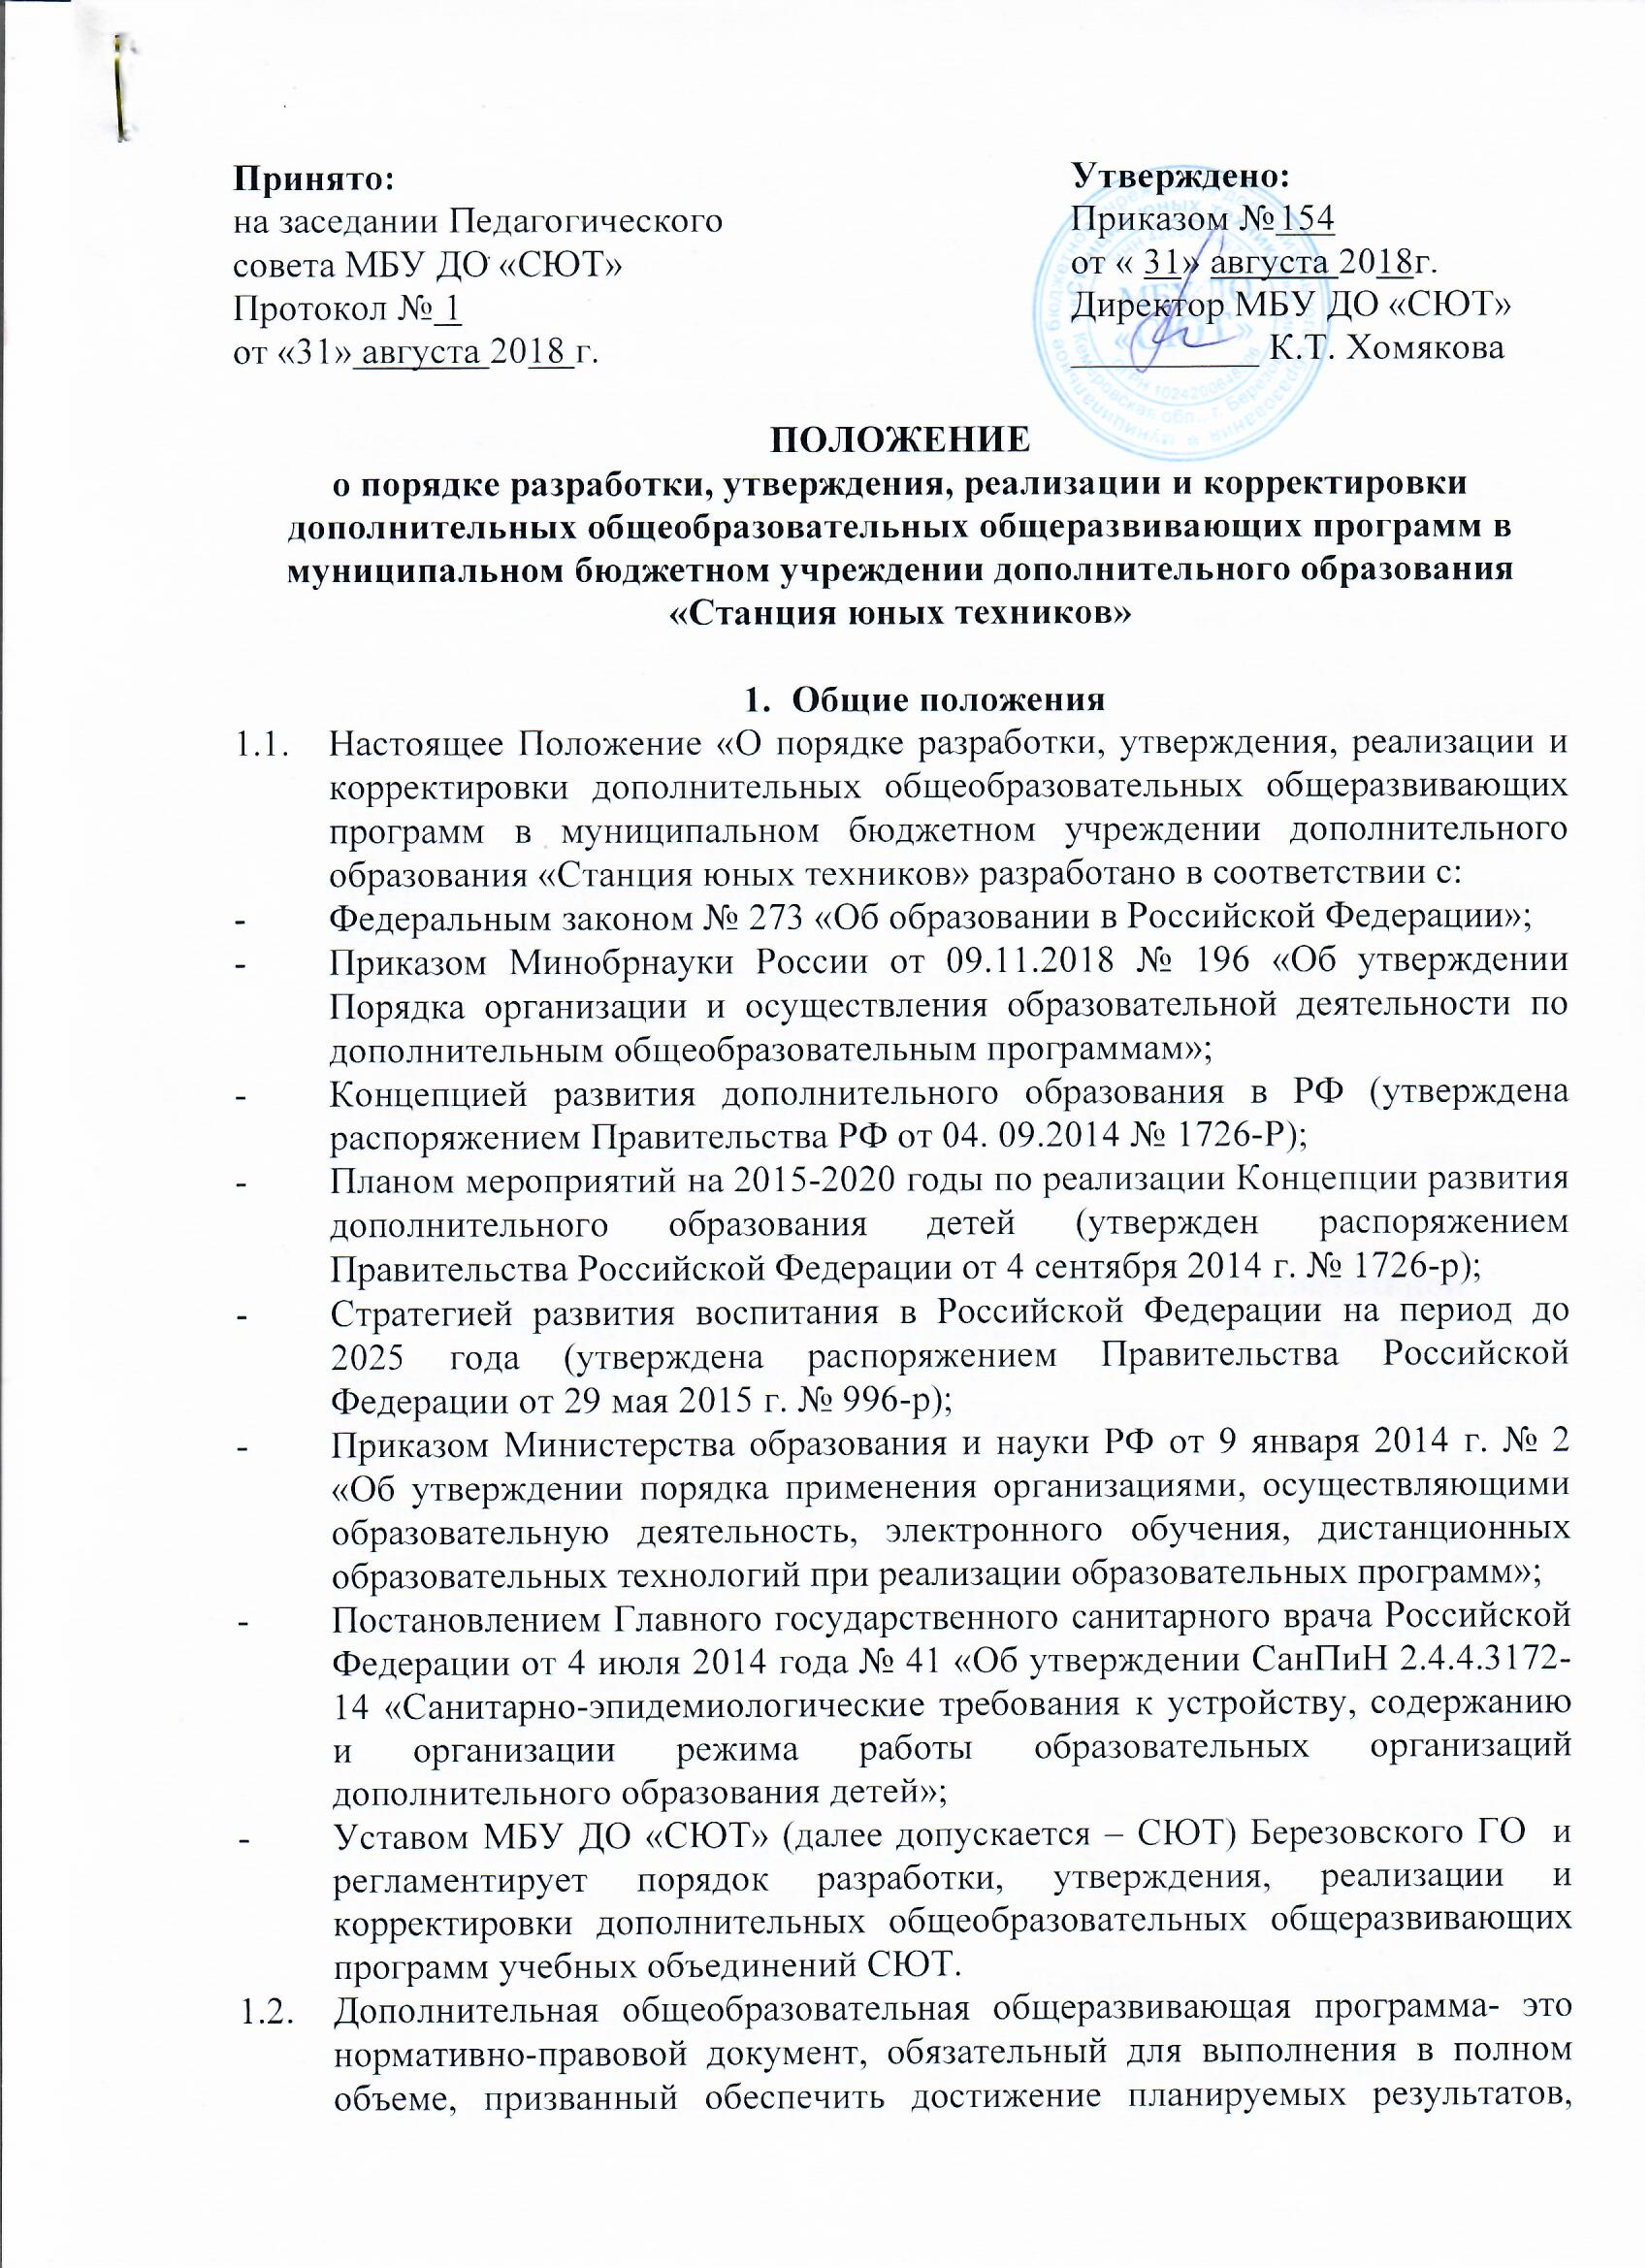 Принято:
на заседании Педагогического
совета МБУ ДО «СЮТ»
Протокол № 1
от «31» августа 2018 г.
Утверждено:
Приказом №154
от « 31» августа 2018г.
Директор МБУ ДО «СЮТ»
__________ К.Т. Хомякова
МБУ ДО
«СЮТ»
ПОЛОЖЕНИЕ
о порядке разработки, утверждения, реализации и корректировки
дополнительных общеобразовательных общеразвивающих программ в
муниципальном бюджетном учреждении дополнительного образования
«Станция юных техников»
1. Общие положения
1.1. Настоящее Положение «О порядке разработки, утверждения, реализации и
корректировки дополнительных общеобразовательных общеразвивающих
программ в муниципальном бюджетном учреждении дополнительного
образования «Станция юных техников» разработано в соответствии с:
- Федеральным законом № 273 «Об образовании в Российской Федерации»;
- Приказом Минобрнауки России от 09.11.2018 № 196 «Об утверждении
Порядка организации и осуществления образовательной деятельности по
дополнительным общеобразовательным программам»;
- Концепцией развития дополнительного образования в РФ (утверждена
распоряжением Правительства РФ от 04. 09.2014 № 1726-Р);
- Планом мероприятий на 2015-2020 годы по реализации Концепции развития
дополнительного образования детей (утвержден распоряжением
Правительства Российской Федерации от 4 сентября 2014 г. № 1726-р);
- Стратегией развития воспитания в Российской Федерации на период до
2025 года (утверждена распоряжением Правительства Российской
Федерации от 29 мая 2015 г. № 996-р);
- Приказом Министерства образования и науки РФ от 9 января 2014 г. № 2
«Об утверждении порядка применения организациями, осуществляющими
образовательную деятельность, электронного обучения, дистанционных
образовательных технологий при реализации образовательных программ»;
- Постановлением Главного государственного санитарного врача Российской
Федерации от 4 июля 2014 года № 41 «Об утверждении СанПиН 2.4.4.3172-
14 «Санитарно-эпидемиологические требования к устройству, содержанию
и организации режима работы образовательных организаций
дополнительного образования детей»;
- Уставом МБУ ДО «СЮТ» (далее допускается – СЮТ) Березовского ГО и
регламентирует порядок разработки, утверждения, реализации и
корректировки дополнительных общеобразовательных общеразвивающих
программ учебных объединений СЮТ.
1.2. Дополнительная общеобразовательная общеразвивающая программа- это
нормативно-правовой документ, обязательный для выполнения в полном
объеме, призванный обеспечить достижение планируемых результатов,